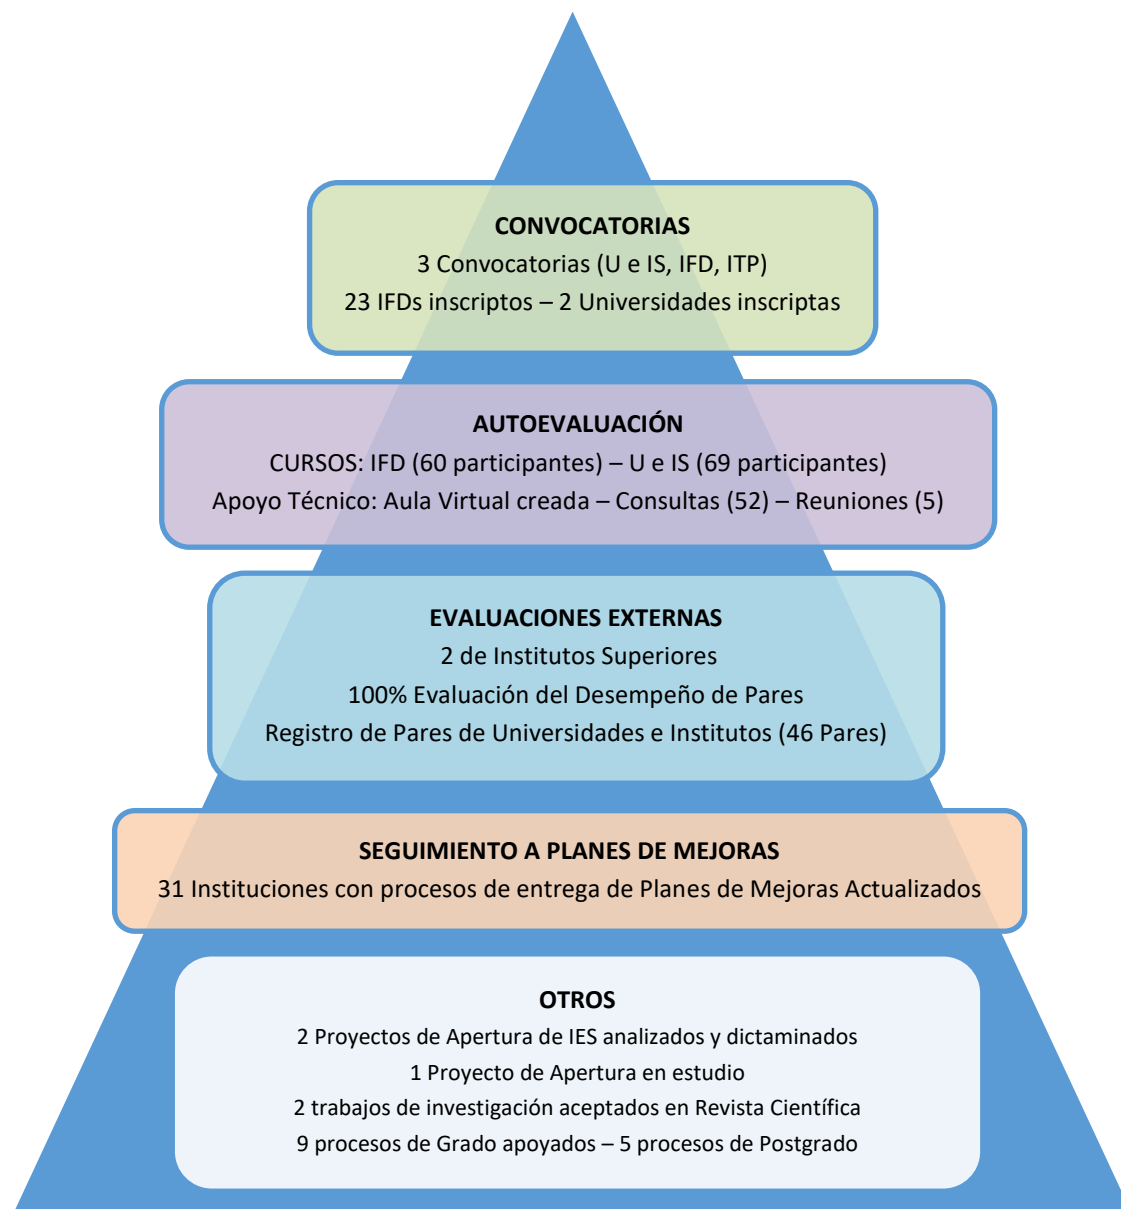 CONVOCATORIAS
3 Convocatorias (U e IS, IFD, ITP)
23 IFDs inscriptos – 2 Universidades inscriptas
AUTOEVALUACIÓN
CURSOS: IFD (60 participantes) – U e IS (69 participantes)
Apoyo Técnico: Aula Virtual creada – Consultas (52) – Reuniones (5)
EVALUACIONES EXTERNAS
2 de Institutos Superiores
100% Evaluación del Desempeño de Pares
Registro de Pares de Universidades e Institutos (46 Pares)
SEGUIMIENTO A PLANES DE MEJORAS
31 Instituciones con procesos de entrega de Planes de Mejoras Actualizados
OTROS
2 Proyectos de Apertura de IES analizados y dictaminados
1 Proyecto de Apertura en estudio
2 trabajos de investigación aceptados en Revista Científica
9 procesos de Grado apoyados – 5 procesos de Postgrado